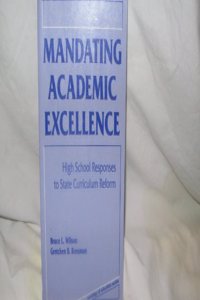 MANDATING
ACADEMIC
EXCELLENCE
High School Responses
to State Curriculum Reform
Bruce L. Wilson
Gretchen B. Rossman